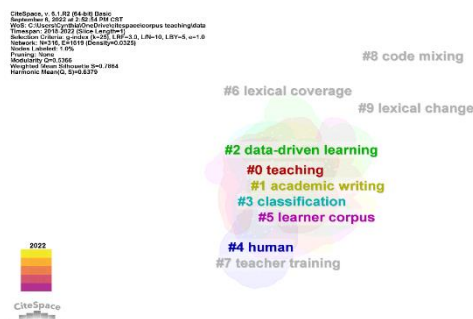 CiteSpace, v. 6.1.R2 (64-bit) Basic
September 6, 2022 at 2:52:54 PM CST
WoS: C:\Users\Cynthia\OneDrive\citespace\corpus teaching\data
Timespan: 2018-2022 (Slice Length=1)
Selection Criteria: g-index (k=25), LRF=3.0, L/N=10, LBY=5, e=1.0
Network: N=316, E=1619 (Density=0.0325)
Nodes Labeled: 1.0%
Pruning: None
Modularity Q=0.5366
Weighted Mean Silhouette S=0.7864
Harmonic Mean(Q, S)=0.6379
#8 code mixing
#6 lexical coverage
#9 lexical change
#2 data-driven learning
#0 teaching
#1 academic writing
#3 classification
#5 learner corpus
#4 human
#7 teacher training
2022
CiteSpace